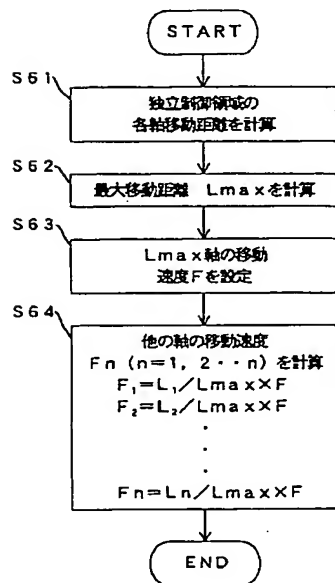 START
S61
独立制御領域の
各軸移動距離を計算
S62
最大移動距離 Lmaxを計算
S63
Lmax軸の移動
速度Fを設定
S64
他の軸の移動速度
Fn (n=1, 2··n) を計算
F₁=L₁/Lmax×F
F₂=L₂/Lmax×F
·
·
·
Fn=Ln/Lmax×F
END